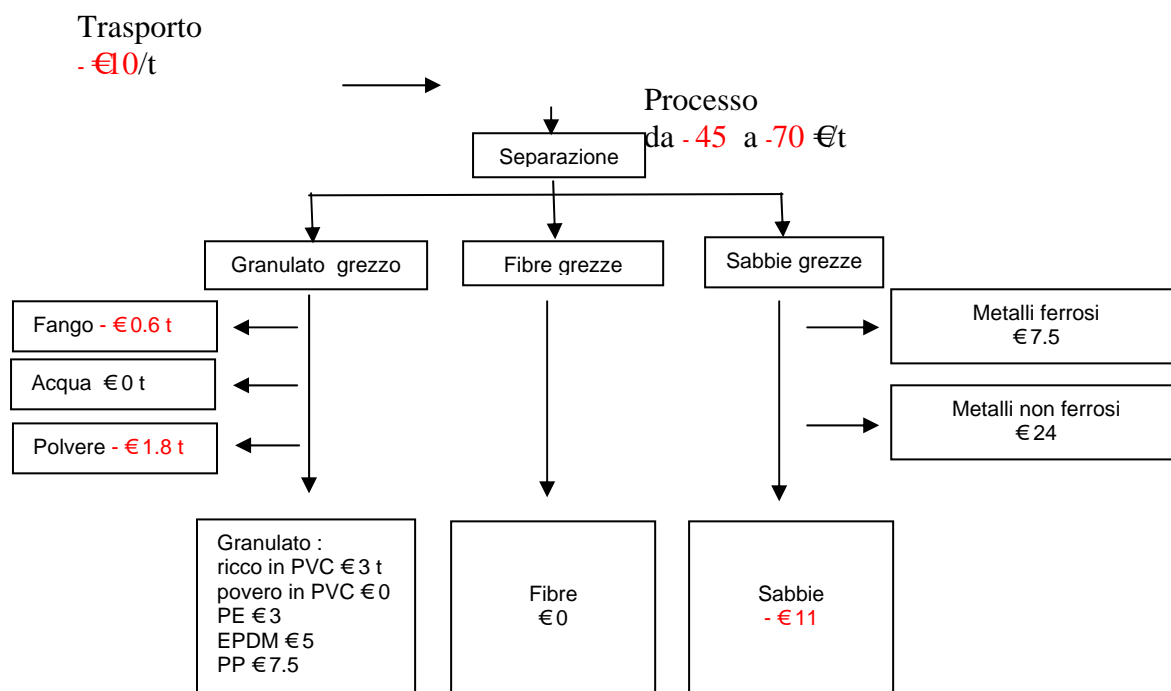 Trasporto
- €10/t
Processo
da - 45 a -70 €/t
Separazione
Granulato grezzo
Fibre grezze
Sabbie grezze
Fango - € 0.6 t
Acqua € 0 t
Polvere - € 1.8 t
Metalli ferrosi
€ 7.5
Metalli non ferrosi
€ 24
Granulato :
ricco in PVC € 3 t
povero in PVC € 0
PE € 3
EPDM € 5
PP € 7.5
Fibre
€ 0
Sabbie
- € 11